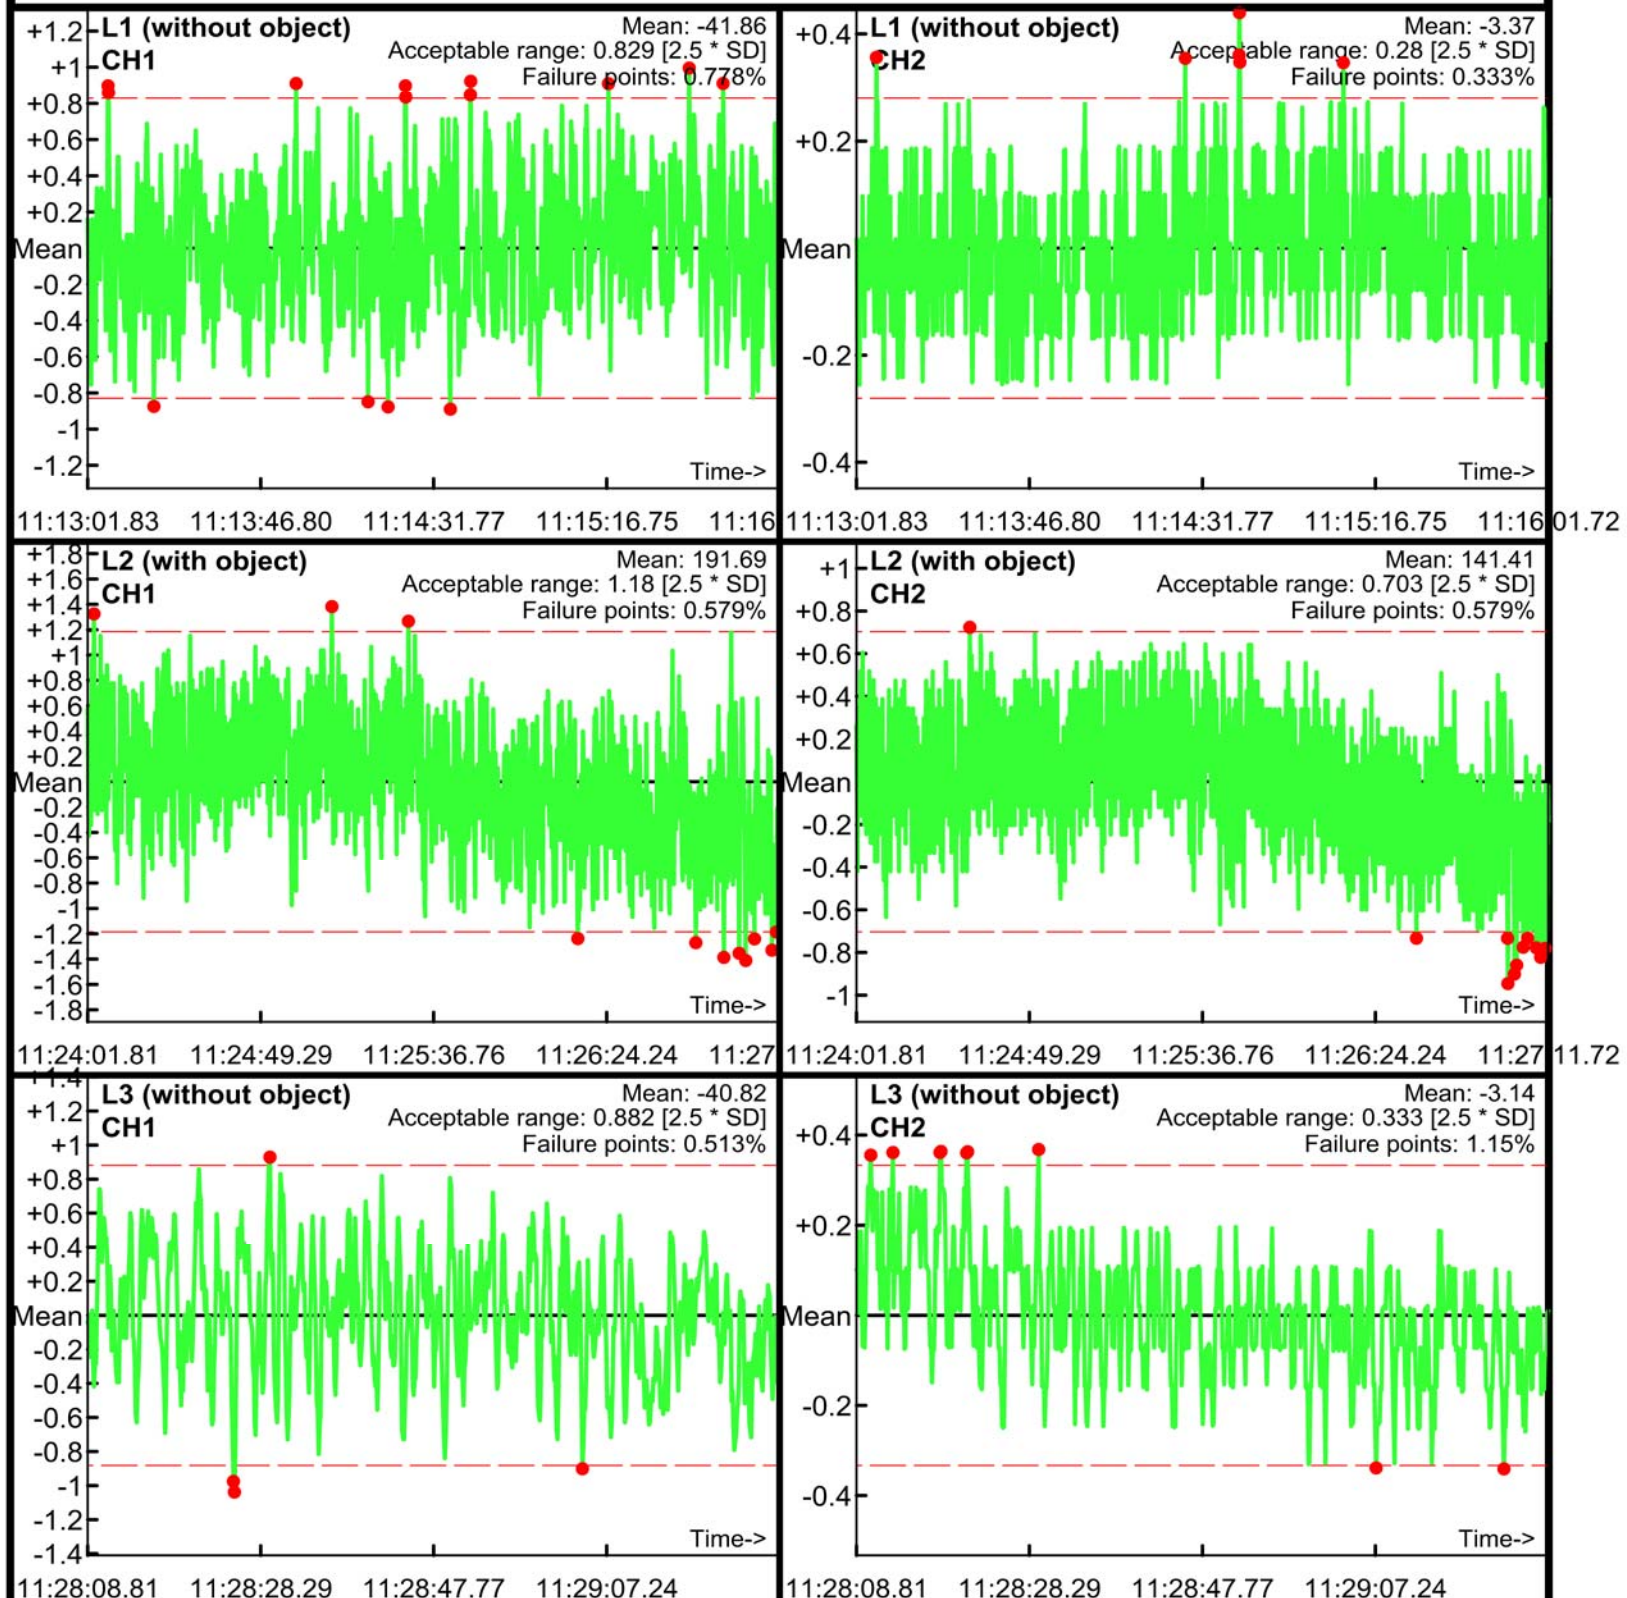 L1 (without object)
CH1
Mean: -41.86
Acceptable range: 0.829 [2.5 * SD]
Failure points: 0.778%
+1.2
+1
+0.8
+0.6
+0.4
+0.2
Mean
-0.2
-0.4
-0.6
-0.8
-1
-1.2
Time->
11:13:01.83 11:13:46.80 11:14:31.77 11:15:16.75 11:16
L1 (without object)
CH2
Mean: -3.37
Acceptable range: 0.28 [2.5 * SD]
Failure points: 0.333%
+0.4
+0.2
Mean
-0.2
-0.4
Time->
11:13:01.83 11:13:46.80 11:14:31.77 11:15:16.75 11:16:01.72
L2 (with object)
CH1
Mean: 191.69
Acceptable range: 1.18 [2.5 * SD]
Failure points: 0.579%
+1.8
+1.6
+1.4
+1.2
+1
+0.8
+0.6
+0.4
+0.2
Mean
-0.2
-0.4
-0.6
-0.8
-1
-1.2
-1.4
-1.6
-1.8
Time->
11:24:01.81 11:24:49.29 11:25:36.76 11:26:24.24 11:27
L2 (with object)
CH2
Mean: 141.41
Acceptable range: 0.703 [2.5 * SD]
Failure points: 0.579%
+1
+0.8
+0.6
+0.4
+0.2
Mean
-0.2
-0.4
-0.6
-0.8
-1
Time->
11:24:01.81 11:24:49.29 11:25:36.76 11:26:24.24 11:27:11.72
L3 (without object)
CH1
Mean: -40.82
Acceptable range: 0.882 [2.5 * SD]
Failure points: 0.513%
+1.4
+1.2
+1
+0.8
+0.6
+0.4
+0.2
Mean
-0.2
-0.4
-0.6
-0.8
-1
-1.2
-1.4
Time->
11:28:08.81 11:28:28.29 11:28:47.77 11:29:07.24
L3 (without object)
CH2
Mean: -3.14
Acceptable range: 0.333 [2.5 * SD]
Failure points: 1.15%
+0.4
+0.2
Mean
-0.2
-0.4
Time->
11:28:08.81 11:28:28.29 11:28:47.77 11:29:07.24